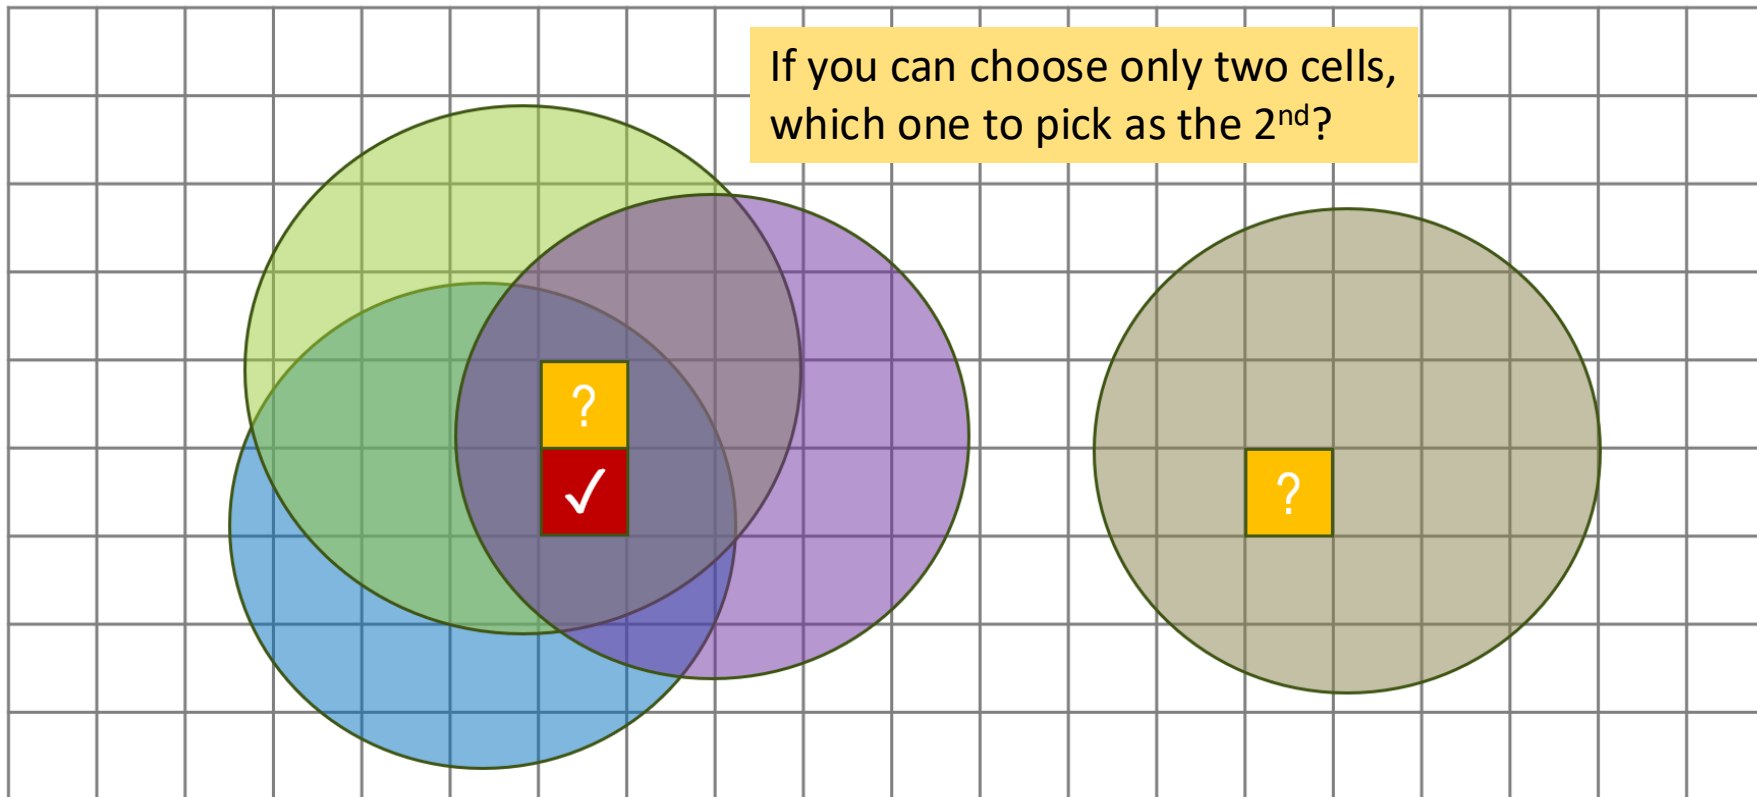 If you can choose only two cells,
which one to pick as the 2nd?
?
✓
?